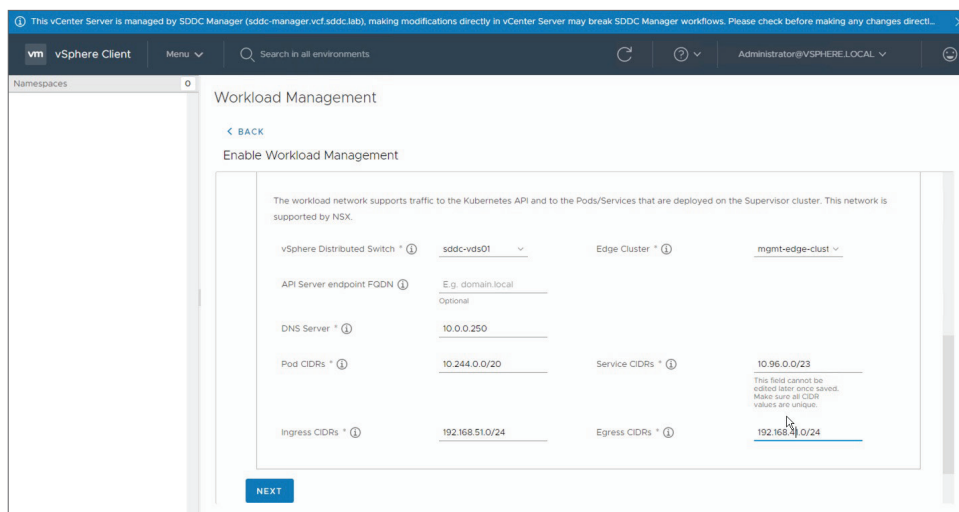 This vCenter Server is managed by SDDC Manager (sddc-manager.vcf.sddc.lab), making modifications directly in vCenter Server may break SDDC Manager workflows. Please check before making any changes directl...
vm vSphere Client Menu Search in all environments Administrator@VSPHERE.LOCAL
Namespaces 0
Workload Management
BACK
Enable Workload Management
The workload network supports traffic to the Kubernetes API and to the Pods/Services that are deployed on the Supervisor cluster. This network is
supported by NSX.
vSphere Distributed Switch * sddc-vds01 Edge Cluster * mgmt-edge-clust
API Server endpoint FQDN E.g. domain.local
Optional
DNS Server * 10.0.0.250
Pod CIDRs * 10.244.0.0/20 Service CIDRs * 10.96.0.0/23
This field cannot be
edited later once saved.
Make sure all CIDR
values are unique.
Ingress CIDRs * 192.168.51.0/24 Egress CIDRs * 192.168.41.0/24
NEXT